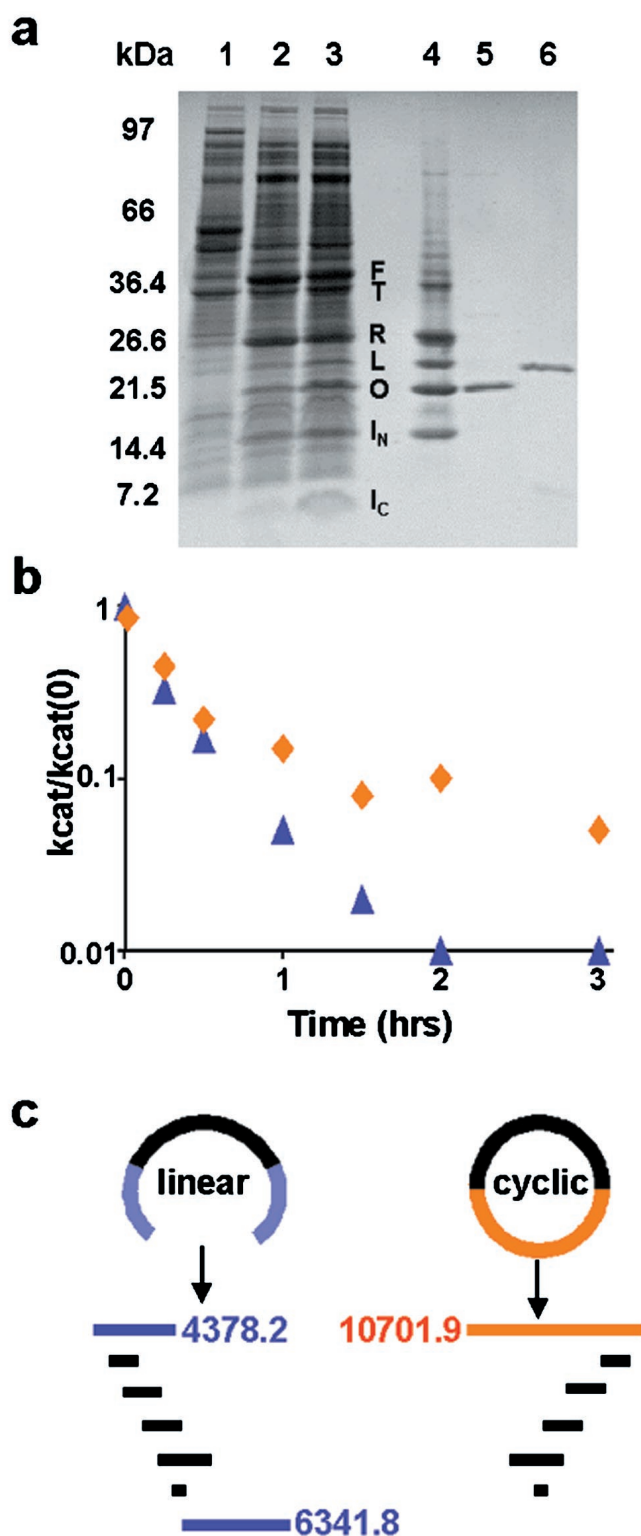 a
kDa 1 2 3 4 5 6
97
66
36.4
26.6
21.5
14.4
7.2
F
T
R
L
O
IN
IC
b
kcat/kcat(0)
1
0.1
0.01
0 1 2 3
Time (hrs)
c
linear cyclic
4378.2 10701.9
6341.8